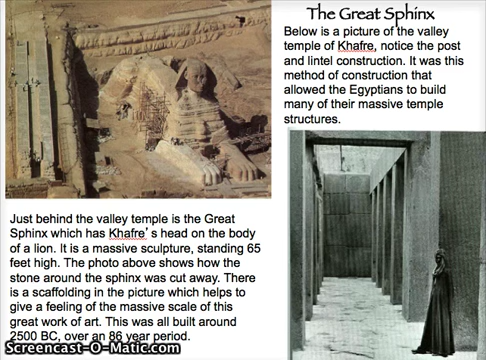 The Great Sphinx
Below is a picture of the valley
temple of Khafre, notice the post
and lintel construction. It was this
method of construction that
allowed the Egyptians to build
many of their massive temple
structures.
Just behind the valley temple is the Great
Sphinx which has Khafre’s head on the body
of a lion. It is a massive sculpture, standing 65
feet high. The photo above shows how the
stone around the sphinx was cut away. There
is a scaffolding in the picture which helps to
give a feeling of the massive scale of this
great work of art. This was all built around
2500 BC, over an 86 year period.
Screencast-O-Matic.com